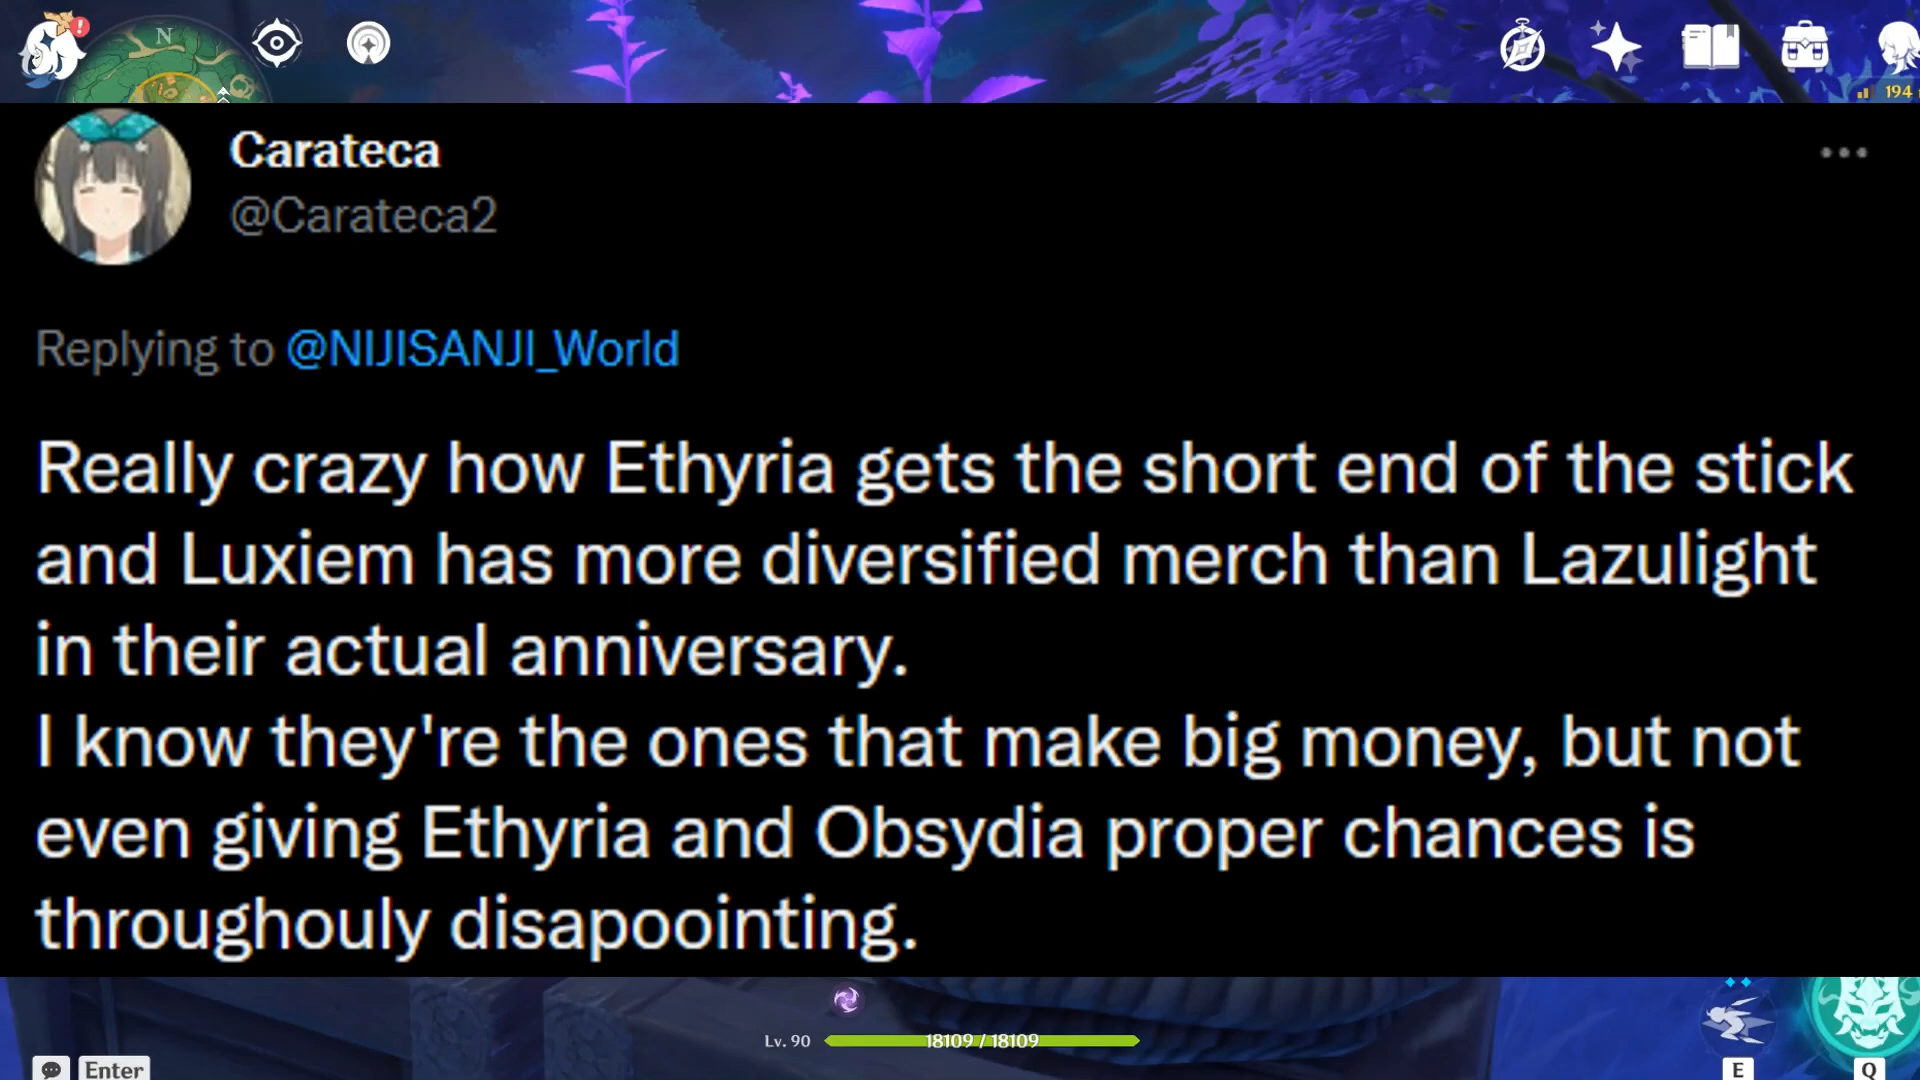 N
194
Carateca
@Carateca2
Replying to @NIJISANJI_World
Really crazy how Ethyria gets the short end of the stick
and Luxiem has more diversified merch than Lazulight
in their actual anniversary.
I know they're the ones that make big money, but not
even giving Ethyria and Obsydia proper chances is
throughouly disapoointing.
Lv. 90
18109 / 18109
Enter
E
Q